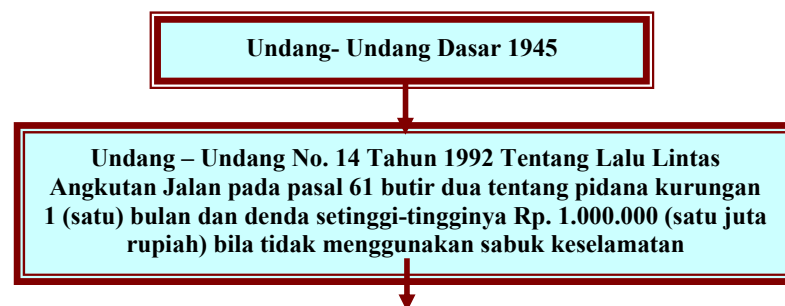 Undang- Undang Dasar 1945
Undang – Undang No. 14 Tahun 1992 Tentang Lalu Lintas
Angkutan Jalan pada pasal 61 butir dua tentang pidana kurungan
1 (satu) bulan dan denda setinggi-tingginya Rp. 1.000.000 (satu juta
rupiah) bila tidak menggunakan sabuk keselamatan